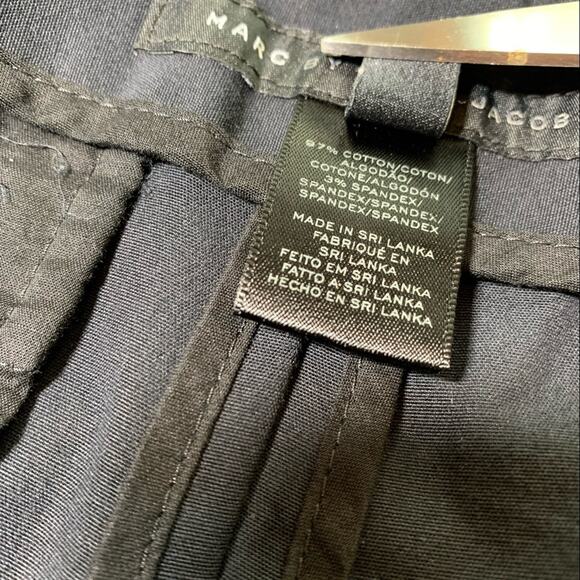 MARC BY
JACOB
97% COTTON/COTON/
ALGODÃO/
COTONE/ALGODÓN
3% SPANDEX/
SPANDEX/SPANDEX/
SPANDEX/SPANDEX
MADE IN SRI LANKA
FABRIQUÉ EN
SRI LANKA
FEITO EM SRI LANKA
FATTO A SRI LANKA
HECHO EN SRI LANKA